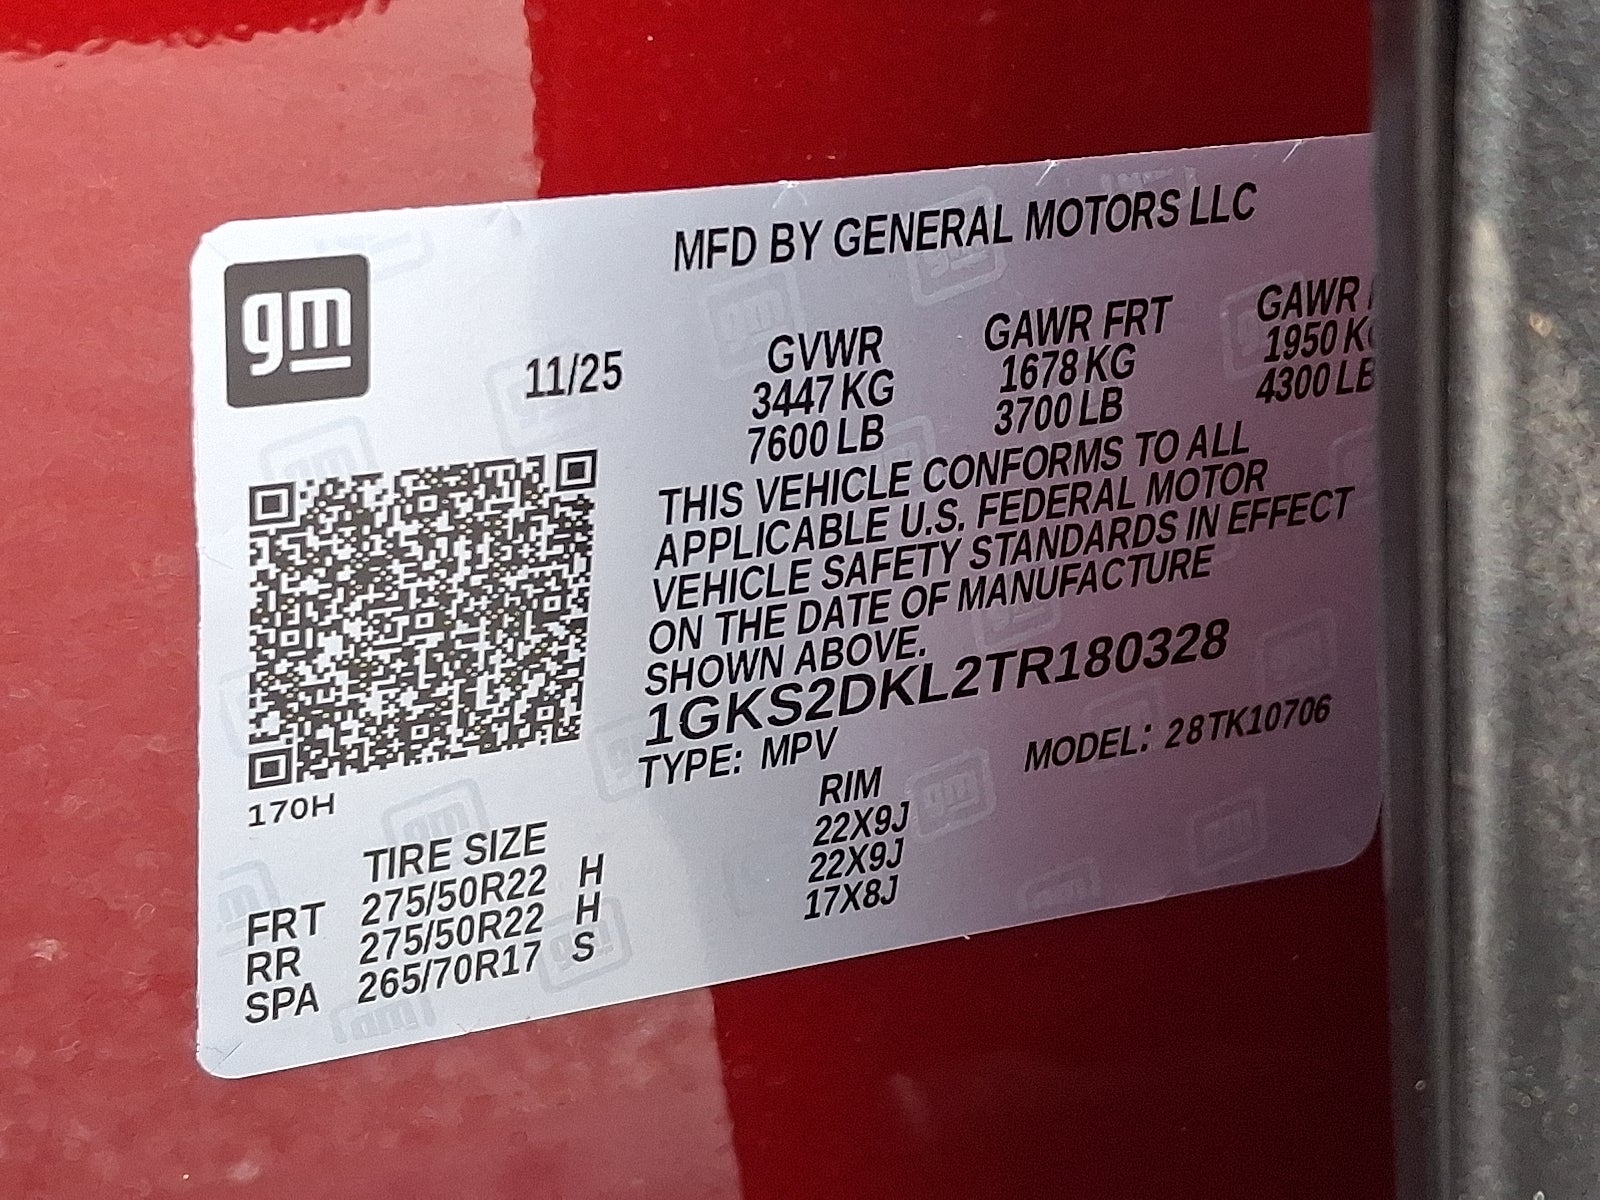 MFD BY GENERAL MOTORS LLC
gm
11/25
GVWR GAWR FRT GAWR
3447 KG 1678 KG 1950 K
7600 LB 3700 LB 4300 LB
THIS VEHICLE CONFORMS TO ALL
APPLICABLE U.S. FEDERAL MOTOR
VEHICLE SAFETY STANDARDS IN EFFECT
ON THE DATE OF MANUFACTURE
SHOWN ABOVE.
1GKS2DKL2TR180328
TYPE: MPV MODEL: 28TK10706
170H
TIRE SIZE RIM
FRT 275/50R22 H 22X9J
RR 275/50R22 H 22X9J
SPA 265/70R17 S 17X8J